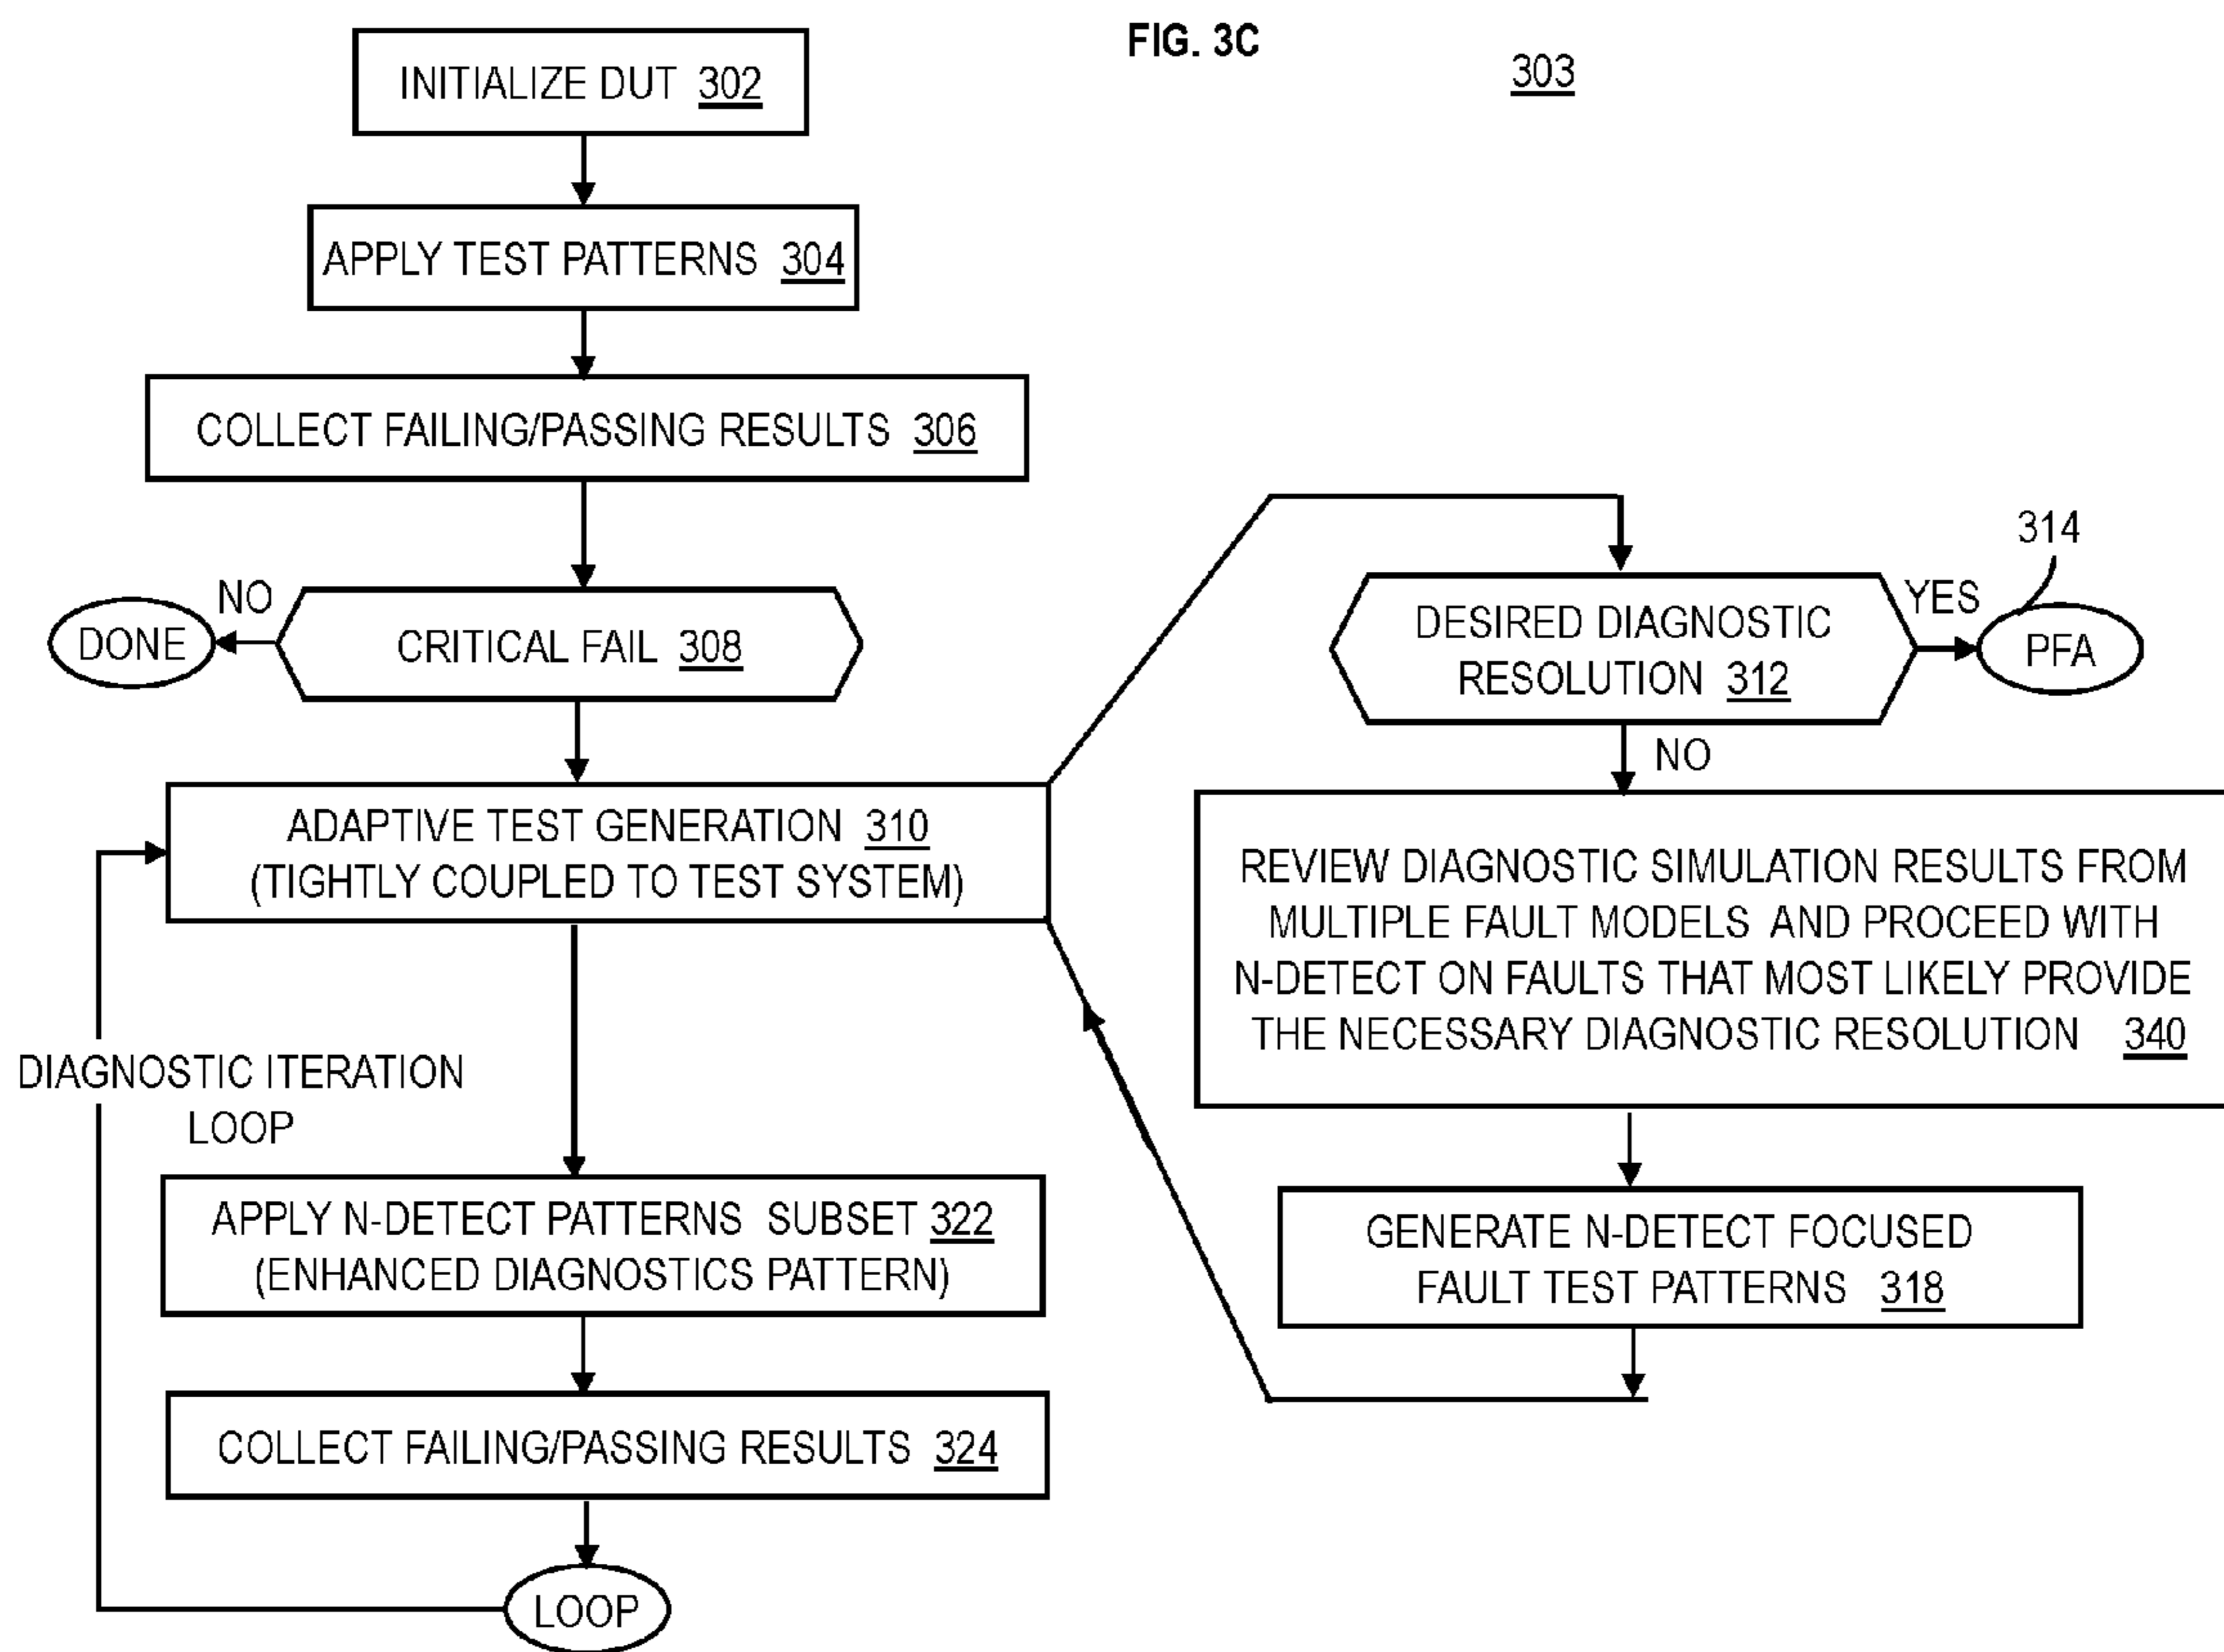 FIG. 3C
303
INITIALIZE DUT 302
APPLY TEST PATTERNS 304
COLLECT FAILING/PASSING RESULTS 306
NO
DONE
CRITICAL FAIL 308
ADAPTIVE TEST GENERATION 310
(TIGHTLY COUPLED TO TEST SYSTEM)
DIAGNOSTIC ITERATION
LOOP
APPLY N-DETECT PATTERNS SUBSET 322
(ENHANCED DIAGNOSTICS PATTERN)
COLLECT FAILING/PASSING RESULTS 324
LOOP
314
DESIRED DIAGNOSTIC
RESOLUTION 312
YES
PFA
NO
REVIEW DIAGNOSTIC SIMULATION RESULTS FROM
MULTIPLE FAULT MODELS AND PROCEED WITH
N-DETECT ON FAULTS THAT MOST LIKELY PROVIDE
THE NECESSARY DIAGNOSTIC RESOLUTION 340
GENERATE N-DETECT FOCUSED
FAULT TEST PATTERNS 318